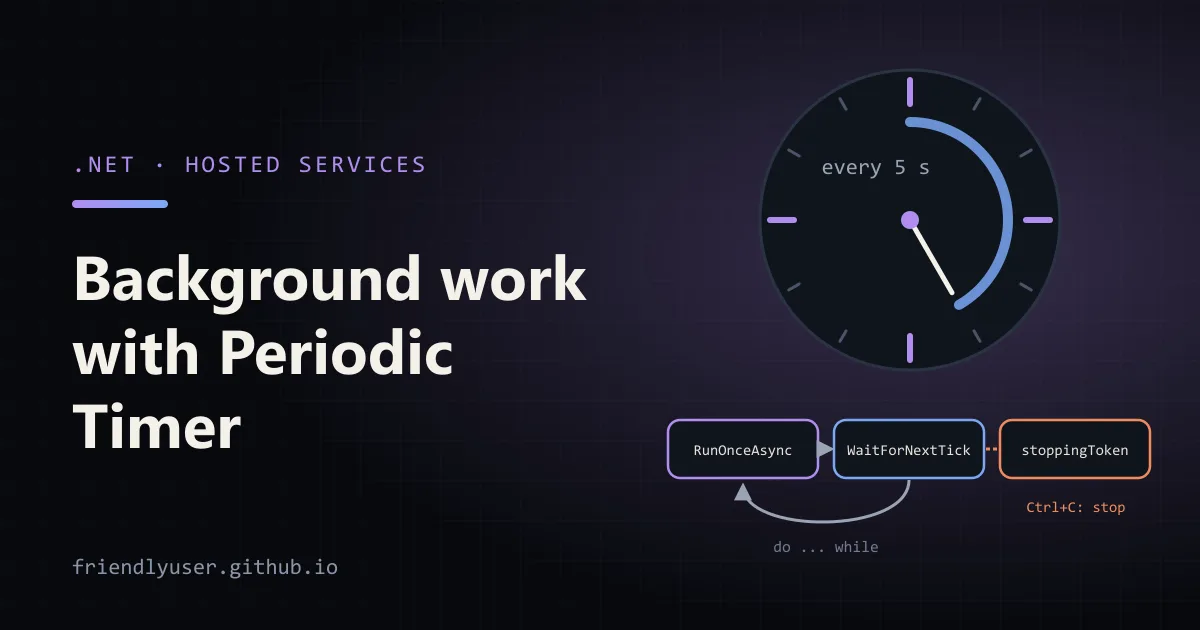 .NET · HOSTED SERVICES
Background work
with Periodic
Timer
friendlyuser.github.io
every 5 s
RunOnceAsync
WaitForNextTick
stoppingToken
Ctrl+C: stop
do ... while